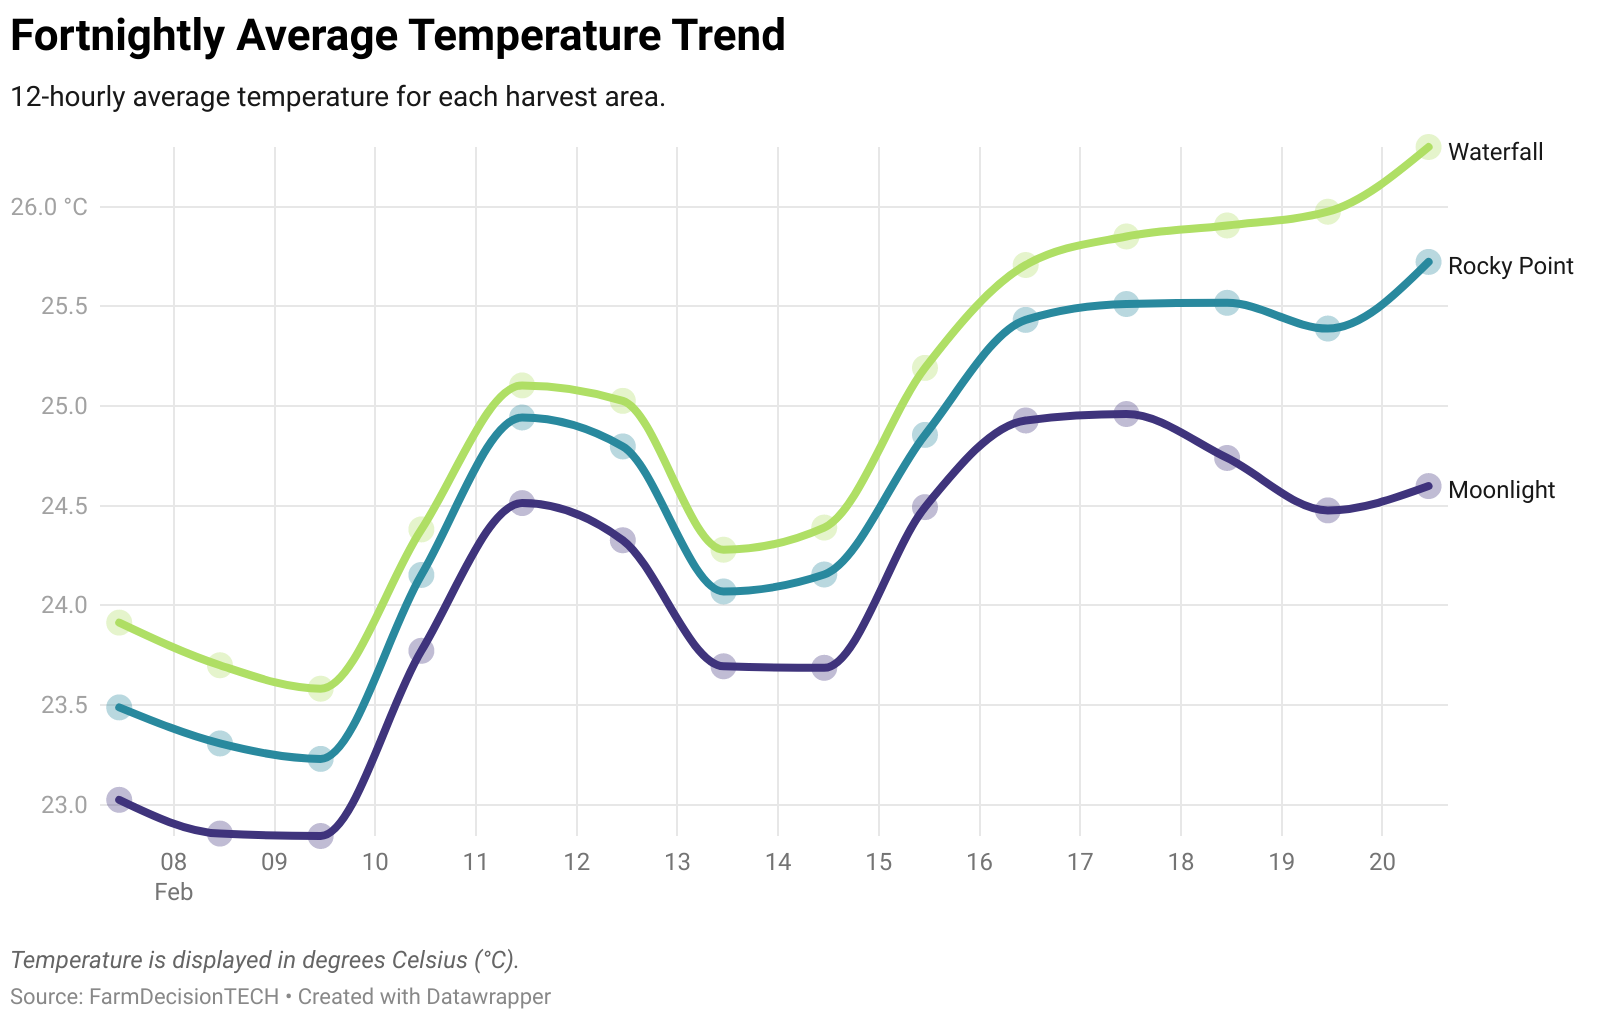 Fortnightly Average Temperature Trend
12-hourly average temperature for each harvest area.
Waterfall
26.0 °C
Rocky Point
25.5
25.0
24.5
Moonlight
24.0
23.5
23.0
08 09 10 11 12 13 14 15 16 17 18 19 20
Feb
Temperature is displayed in degrees Celsius (°C).
Source: FarmDecisionTECH • Created with Datawrapper